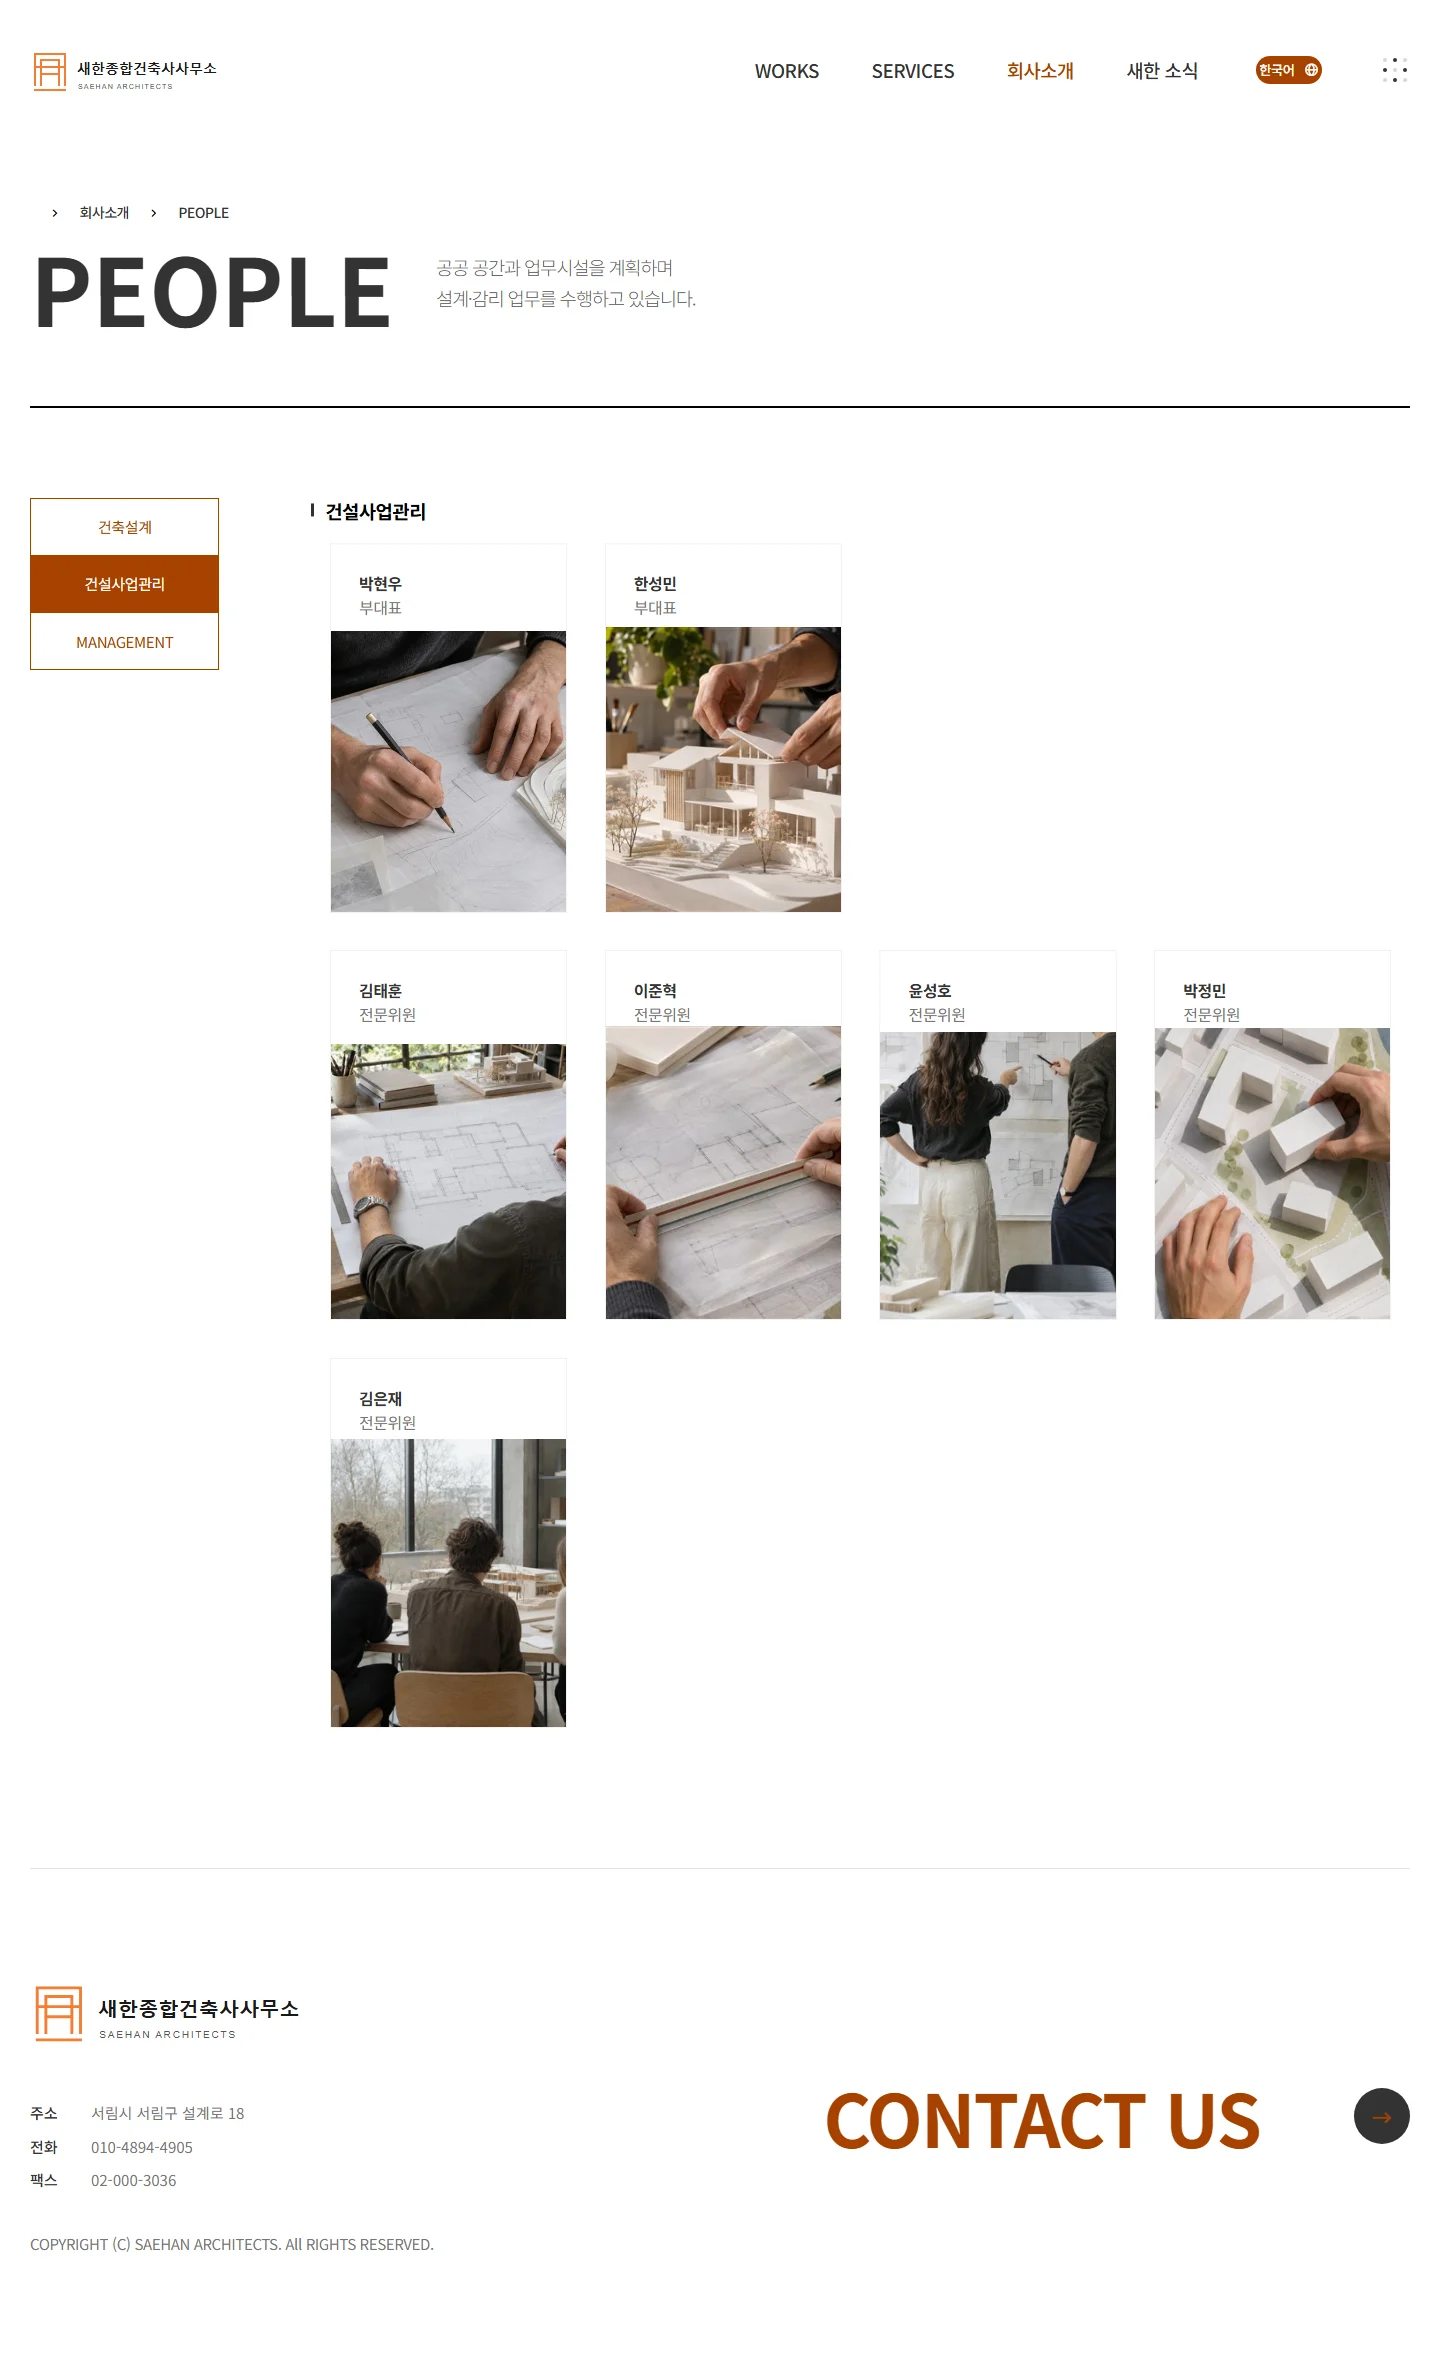 새한종합건축사사무소
SAEHAN ARCHITECTS
WORKS
SERVICES
회사소개
새한 소식
한국어
회사소개
PEOPLE
PEOPLE
공공 공간과 업무시설을 계획하며
설계·감리 업무를 수행하고 있습니다.
건축설계
건설사업관리
MANAGEMENT
건설사업관리
박현우
부대표
한성민
부대표
김태훈
전문위원
이준혁
전문위원
윤성호
전문위원
박정민
전문위원
김은재
전문위원
새한종합건축사사무소
SAEHAN ARCHITECTS
주소 서림시 서림구 설계로 18
전화 010-4894-4905
팩스 02-000-3036
COPYRIGHT (C) SAEHAN ARCHITECTS. All RIGHTS RESERVED.
CONTACT US